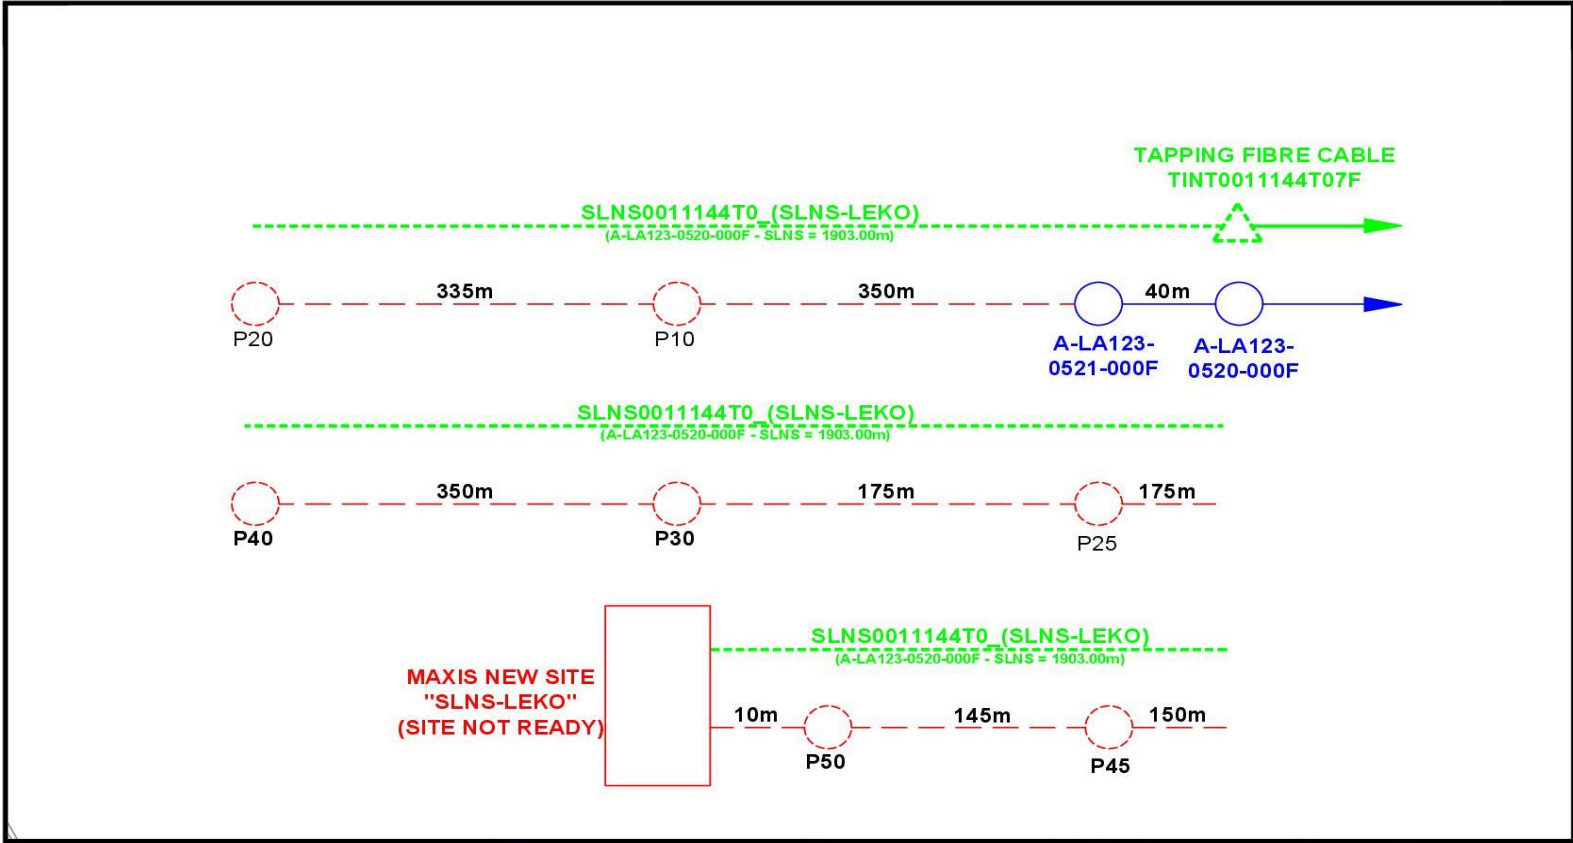 TAPPING FIBRE CABLE
TINT0011144T07F
SLNS0011144T0_(SLNS-LEKO)
(A-LA123-0520-000F - SLNS = 1903.00m)
335m
350m
40m
P20
P10
A-LA123-
0521-000F
A-LA123-
0520-000F
SLNS0011144T0_(SLNS-LEKO)
(A-LA123-0520-000F - SLNS = 1903.00m)
350m
175m
175m
P40
P30
P25
SLNS0011144T0_(SLNS-LEKO)
(A-LA123-0520-000F - SLNS = 1903.00m)
MAXIS NEW SITE
"SLNS-LEKO"
(SITE NOT READY)
10m
145m
150m
P50
P45